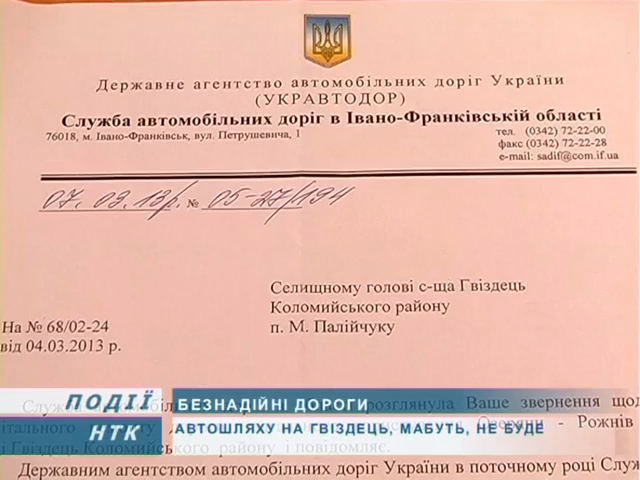 Державне агентство автомобільних доріг України
(УКРАВТОДОР)
Служба автомобільних доріг в Івано-Франківській області
76018, м. Івано-Франківськ, вул. Петрушевича, 1
тел. (0342) 72-22-00
факс (0342) 72-22-28
e-mail: sadif@com.if.ua
07. 03. 13р. № 05-27/194
Селищному голові с-ща Гвіздець
Коломийського району
п. М. Палійчуку
На № 68/02-24
від 04.03.2013 р.
розглянула Ваше звернення щод
Рожнів
і Гвіздець Коломийського району і повідомляє.
Державним агентством автомобільних доріг України в поточному році Служ
ПОДІЇ
НТК
БЕЗНАДІЙНІ ДОРОГИ
АВТОШЛЯХУ НА ГВІЗДЕЦЬ, МАБУТЬ, НЕ БУДЕ